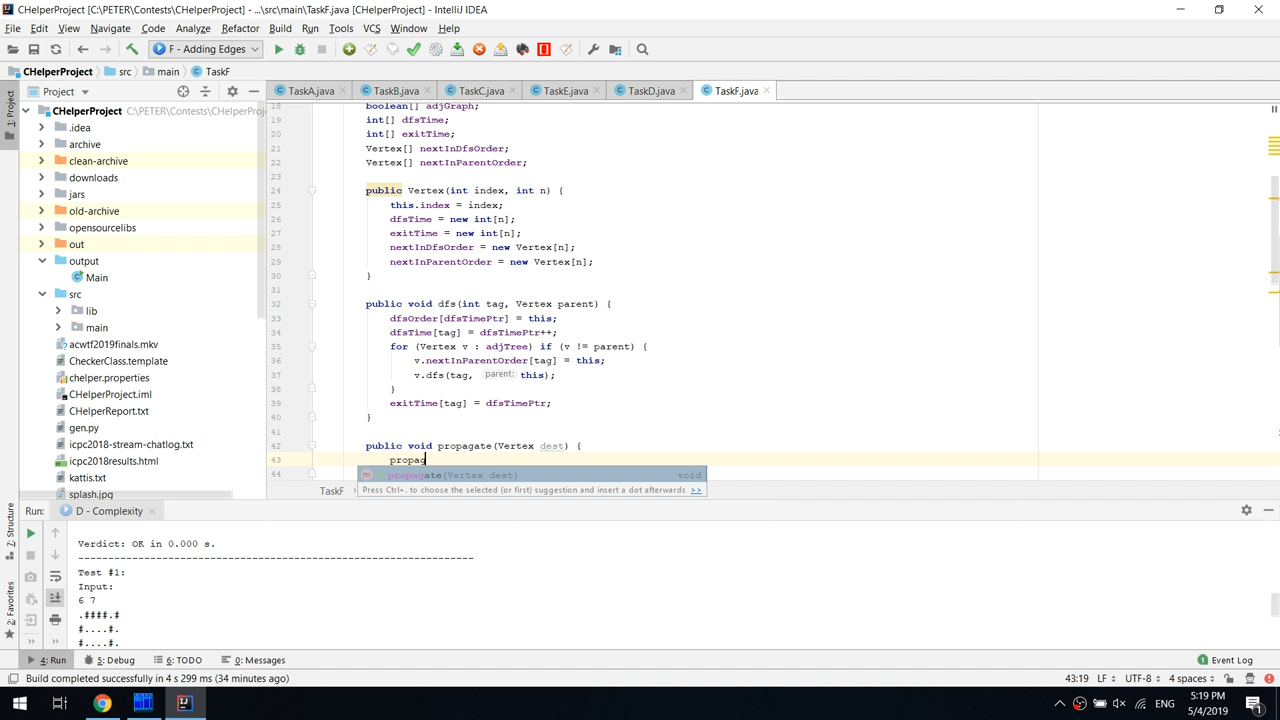 CHelperProject [C:\PETER\Contests\CHelperProject] - ...\src\main\TaskF.java [CHelperProject] - IntelliJ IDEA
File Edit View Navigate Code Analyze Refactor Build Run Tools VCS Window Help
F - Adding Edges
CHelperProject src main TaskF
Project TaskA.java TaskB.java TaskC.java TaskE.java TaskD.java TaskF.java
1: Project
CHelperProject C:\PETER\Contests\CHelperProj
.idea
archive
clean-archive
downloads
jars
old-archive
opensourcelibs
out
output
Main
src
lib
main
acwtf2019finals.mkv
CheckerClass.template
chelper.properties
CHelperProject.iml
CHelperReport.txt
gen.py
icpc2018-stream-chatlog.txt
icpc2018results.html
kattis.txt
splash.jpg
18 boolean[] adjGraph;
19 int[] dfsTime;
20 int[] exitTime;
21 Vertex[] nextInDfsOrder;
22 Vertex[] nextInParentOrder;
23
24 public Vertex(int index, int n) {
25 this.index = index;
26 dfsTime = new int[n];
27 exitTime = new int[n];
28 nextInDfsOrder = new Vertex[n];
29 nextInParentOrder = new Vertex[n];
30 }
31
32 public void dfs(int tag, Vertex parent) {
33 dfsOrder[dfsTimePtr] = this;
34 dfsTime[tag] = dfsTimePtr++;
35 for (Vertex v : adjTree) if (v != parent) {
36 v.nextInParentOrder[tag] = this;
37 v.dfs(tag, parent: this);
38 }
39 exitTime[tag] = dfsTimePtr;
40 }
41
42 public void propagate(Vertex dest) {
43 propag
44
m propagate(Vertex dest) void
Press Ctrl+. to choose the selected (or first) suggestion and insert a dot afterwards >>
TaskF
Run: D - Complexity
7: Structure
2: Favorites
Verdict: OK in 0.000 s.
------------------------------------------------------------------
Test #1:
Input:
6 7
.####.#
#....#.
#....#.
4: Run 5: Debug 6: TODO 0: Messages Event Log
Build completed successfully in 4 s 299 ms (34 minutes ago) 43:19 LF UTF-8 4 spaces
ENG
5:19 PM
5/4/2019
1